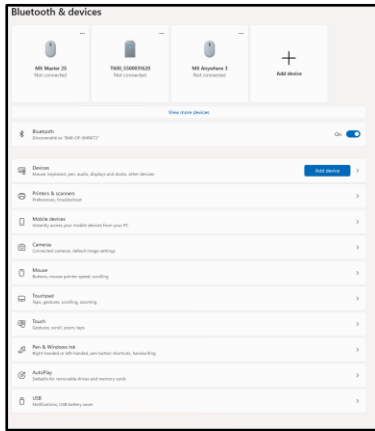 Bluetooth & devices
MX Master 2S
Not connected
T600_5500035620
Not connected
MX Anywhere 3
Not connected
Add device
View more devices
Bluetooth
On
Devices
Mouse, keyboard, pen, audio, displays and docks, other devices
Add device
Printers & scanners
Preferences, troubleshoot
Mobile devices
Instantly access your mobile devices from your PC
Cameras
Connected cameras, default image settings
Mouse
Buttons, mouse pointer speed, scrolling
Touchpad
Taps, gestures, scrolling, zooming
Touch
Gestures, scroll, zoom, taps
Pen & Windows Ink
Right-handed or left-handed, pen button shortcuts, handwriting
AutoPlay
Defaults for removable drives and memory cards
USB
Notifications, USB battery saver